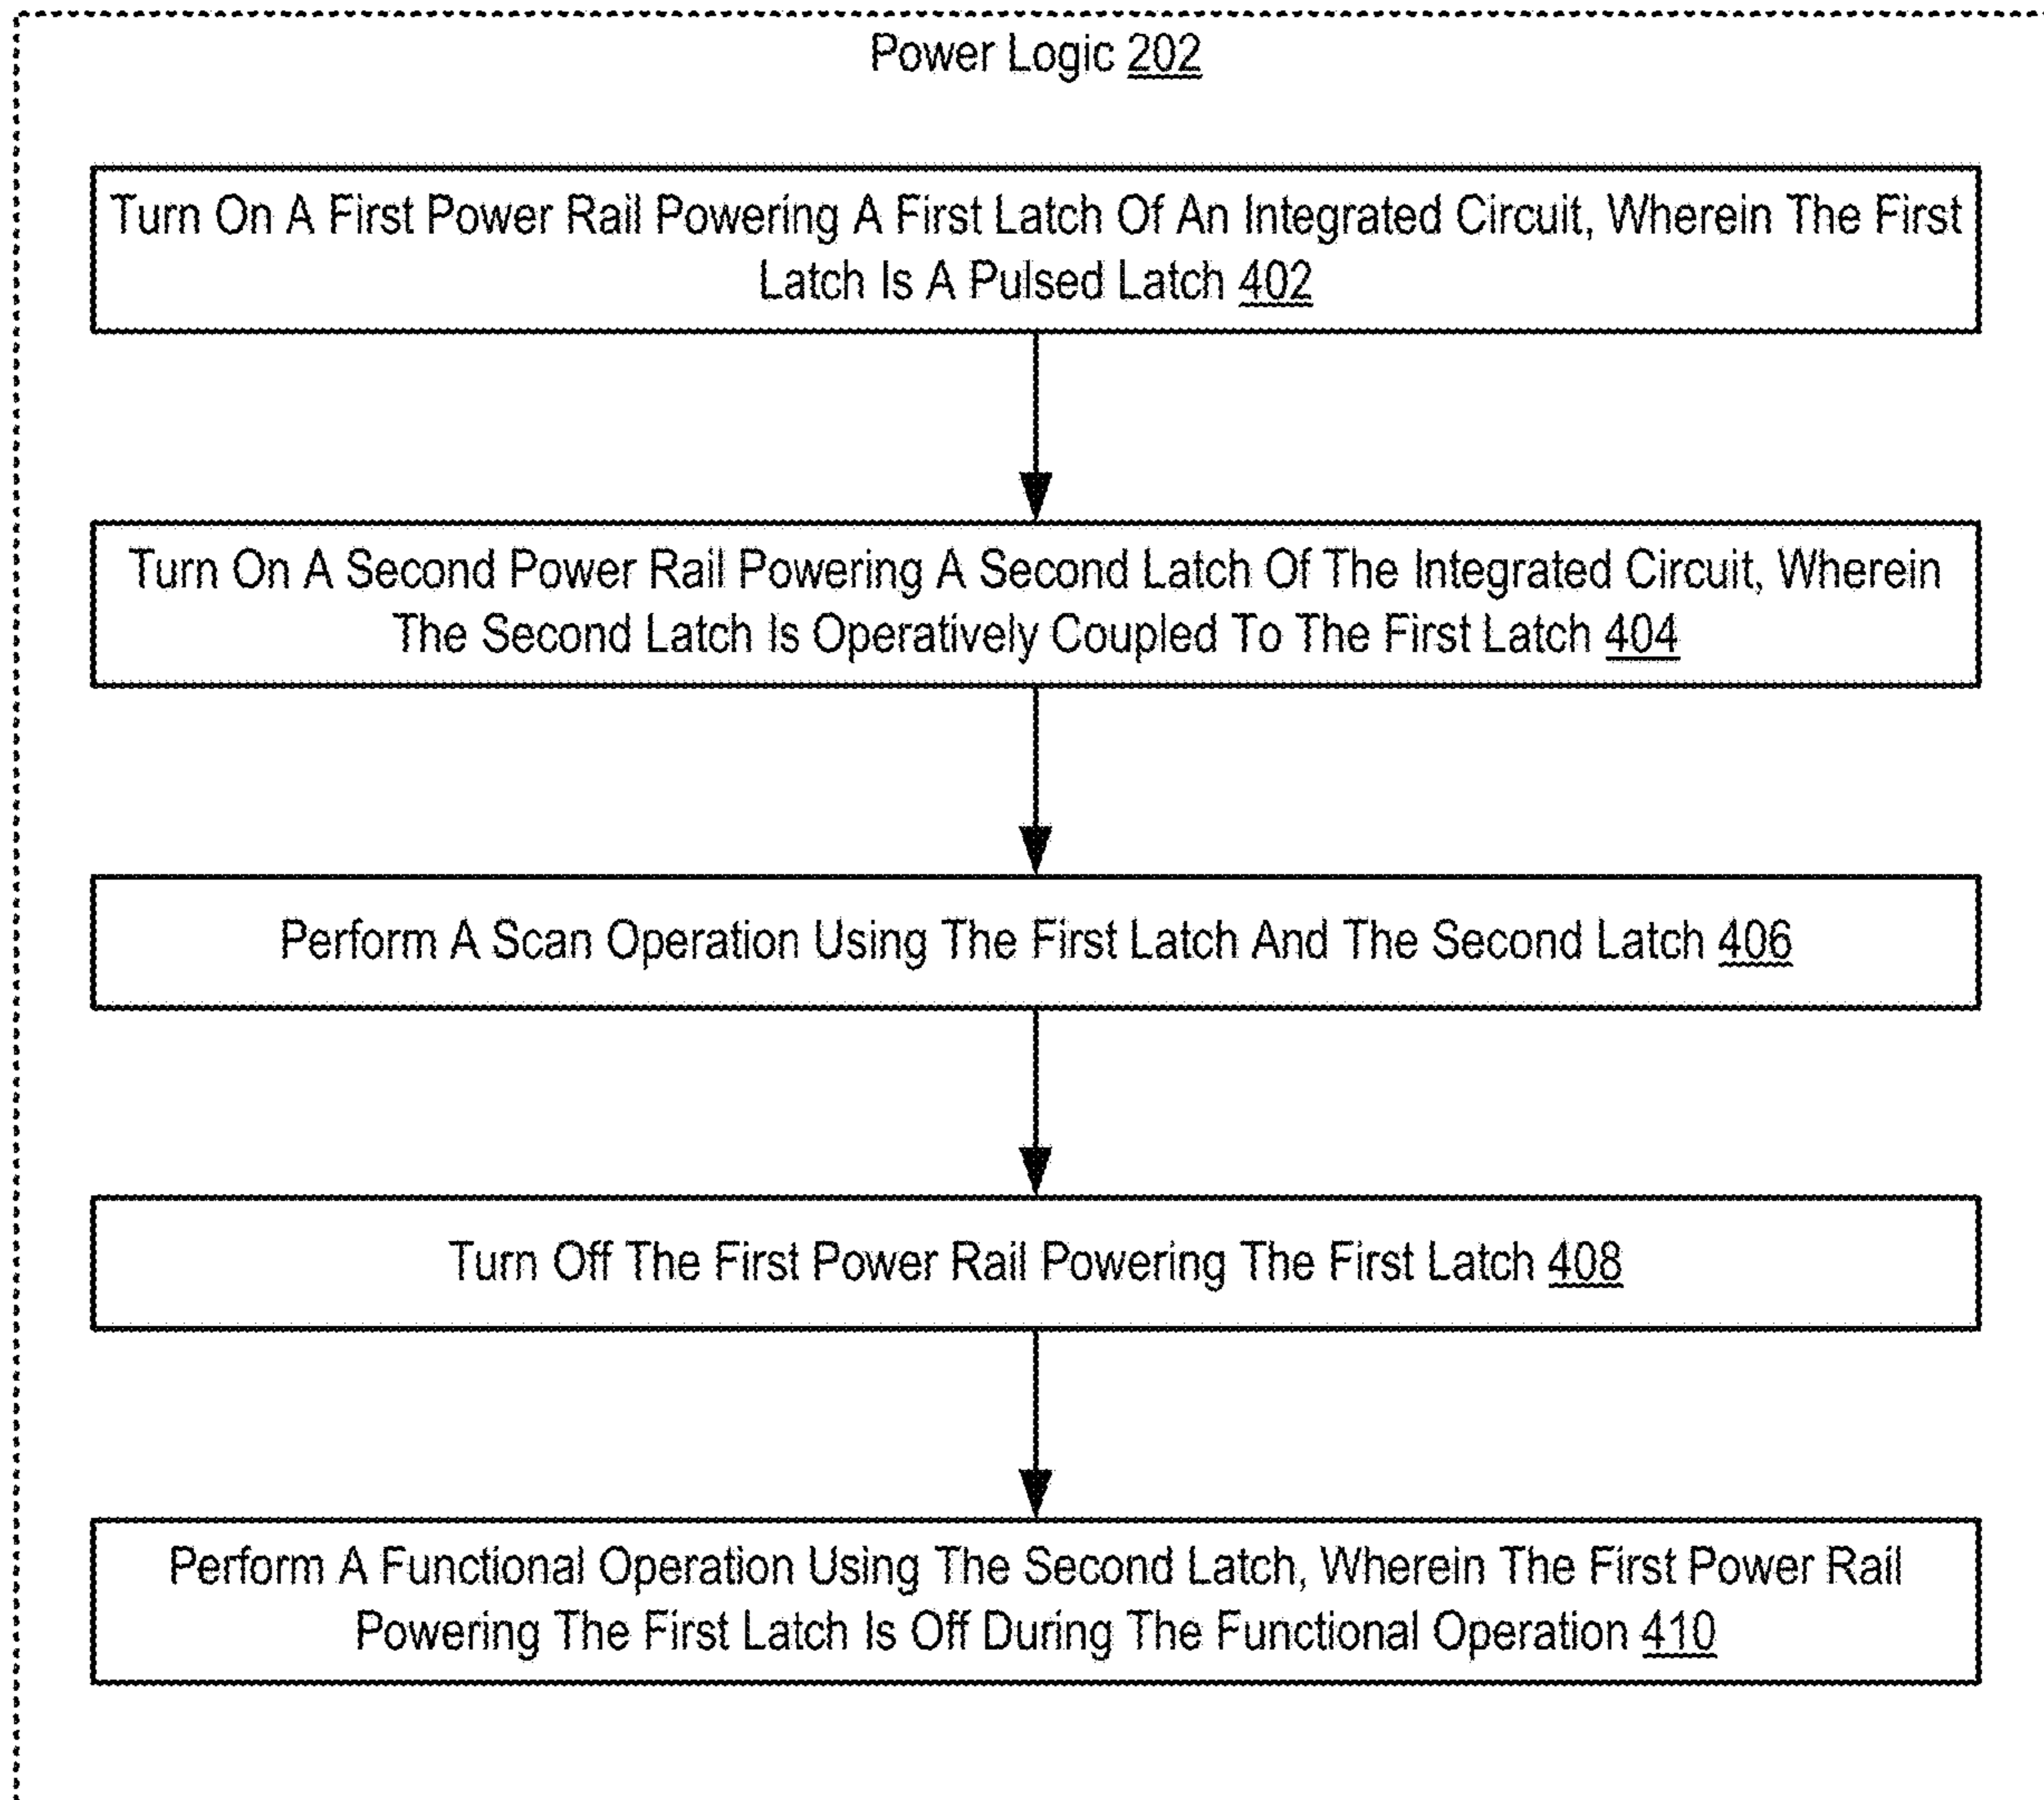 Power Logic 202
Turn On A First Power Rail Powering A First Latch Of An Integrated Circuit, Wherein The First
Latch Is A Pulsed Latch 402
Turn On A Second Power Rail Powering A Second Latch Of The Integrated Circuit, Wherein
The Second Latch Is Operatively Coupled To The First Latch 404
Perform A Scan Operation Using The First Latch And The Second Latch 406
Turn Off The First Power Rail Powering The First Latch 408
Perform A Functional Operation Using The Second Latch, Wherein The First Power Rail
Powering The First Latch Is Off During The Functional Operation 410